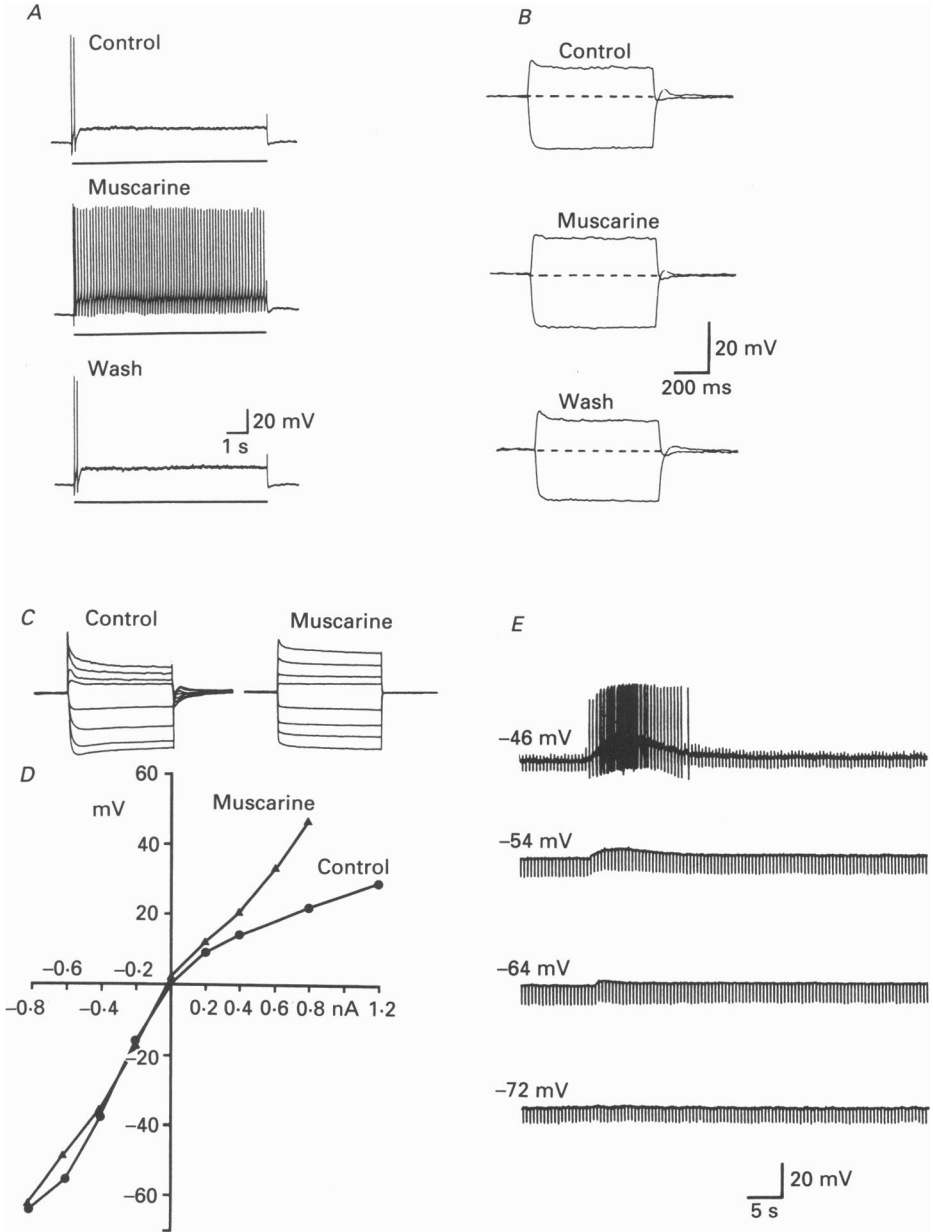 A
Control
Muscarine
Wash
20 mV
1 s
B
Control
Muscarine
20 mV
200 ms
Wash
C
Control
Muscarine
D
60
mV
Muscarine
40
Control
20
−0·6 −0·2
−0·8 −0·4 0·2 0·4 0·6 0·8 nA 1·2
−20
−40
−60
E
−46 mV
−54 mV
−64 mV
−72 mV
20 mV
5 s